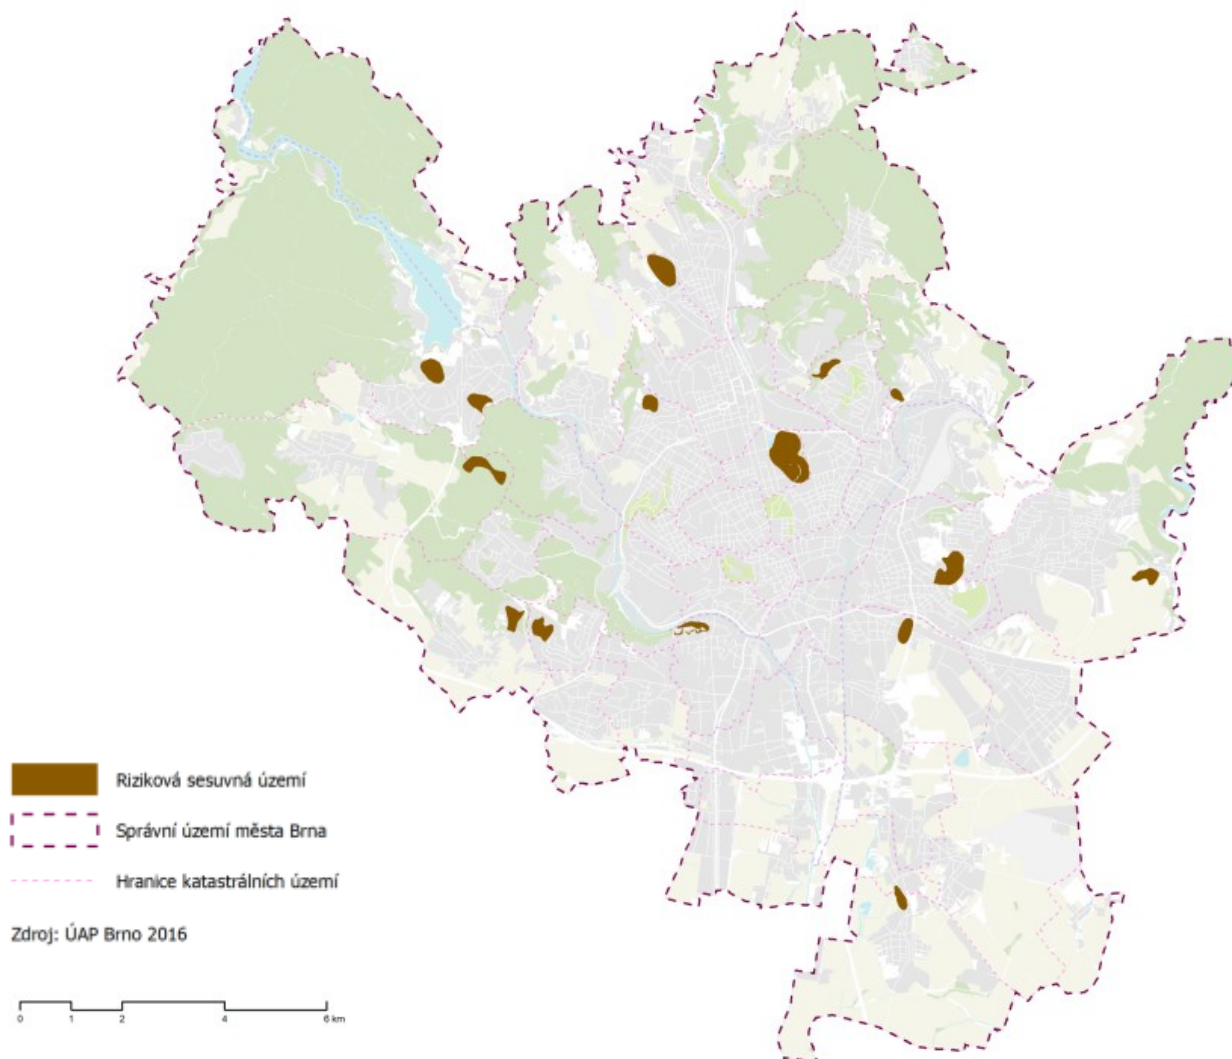 Riziková sesuvná území
Správní území města Brna
Hranice katastrálních území
Zdroj: ÚAP Brno 2016
0 1 2 4 6 km